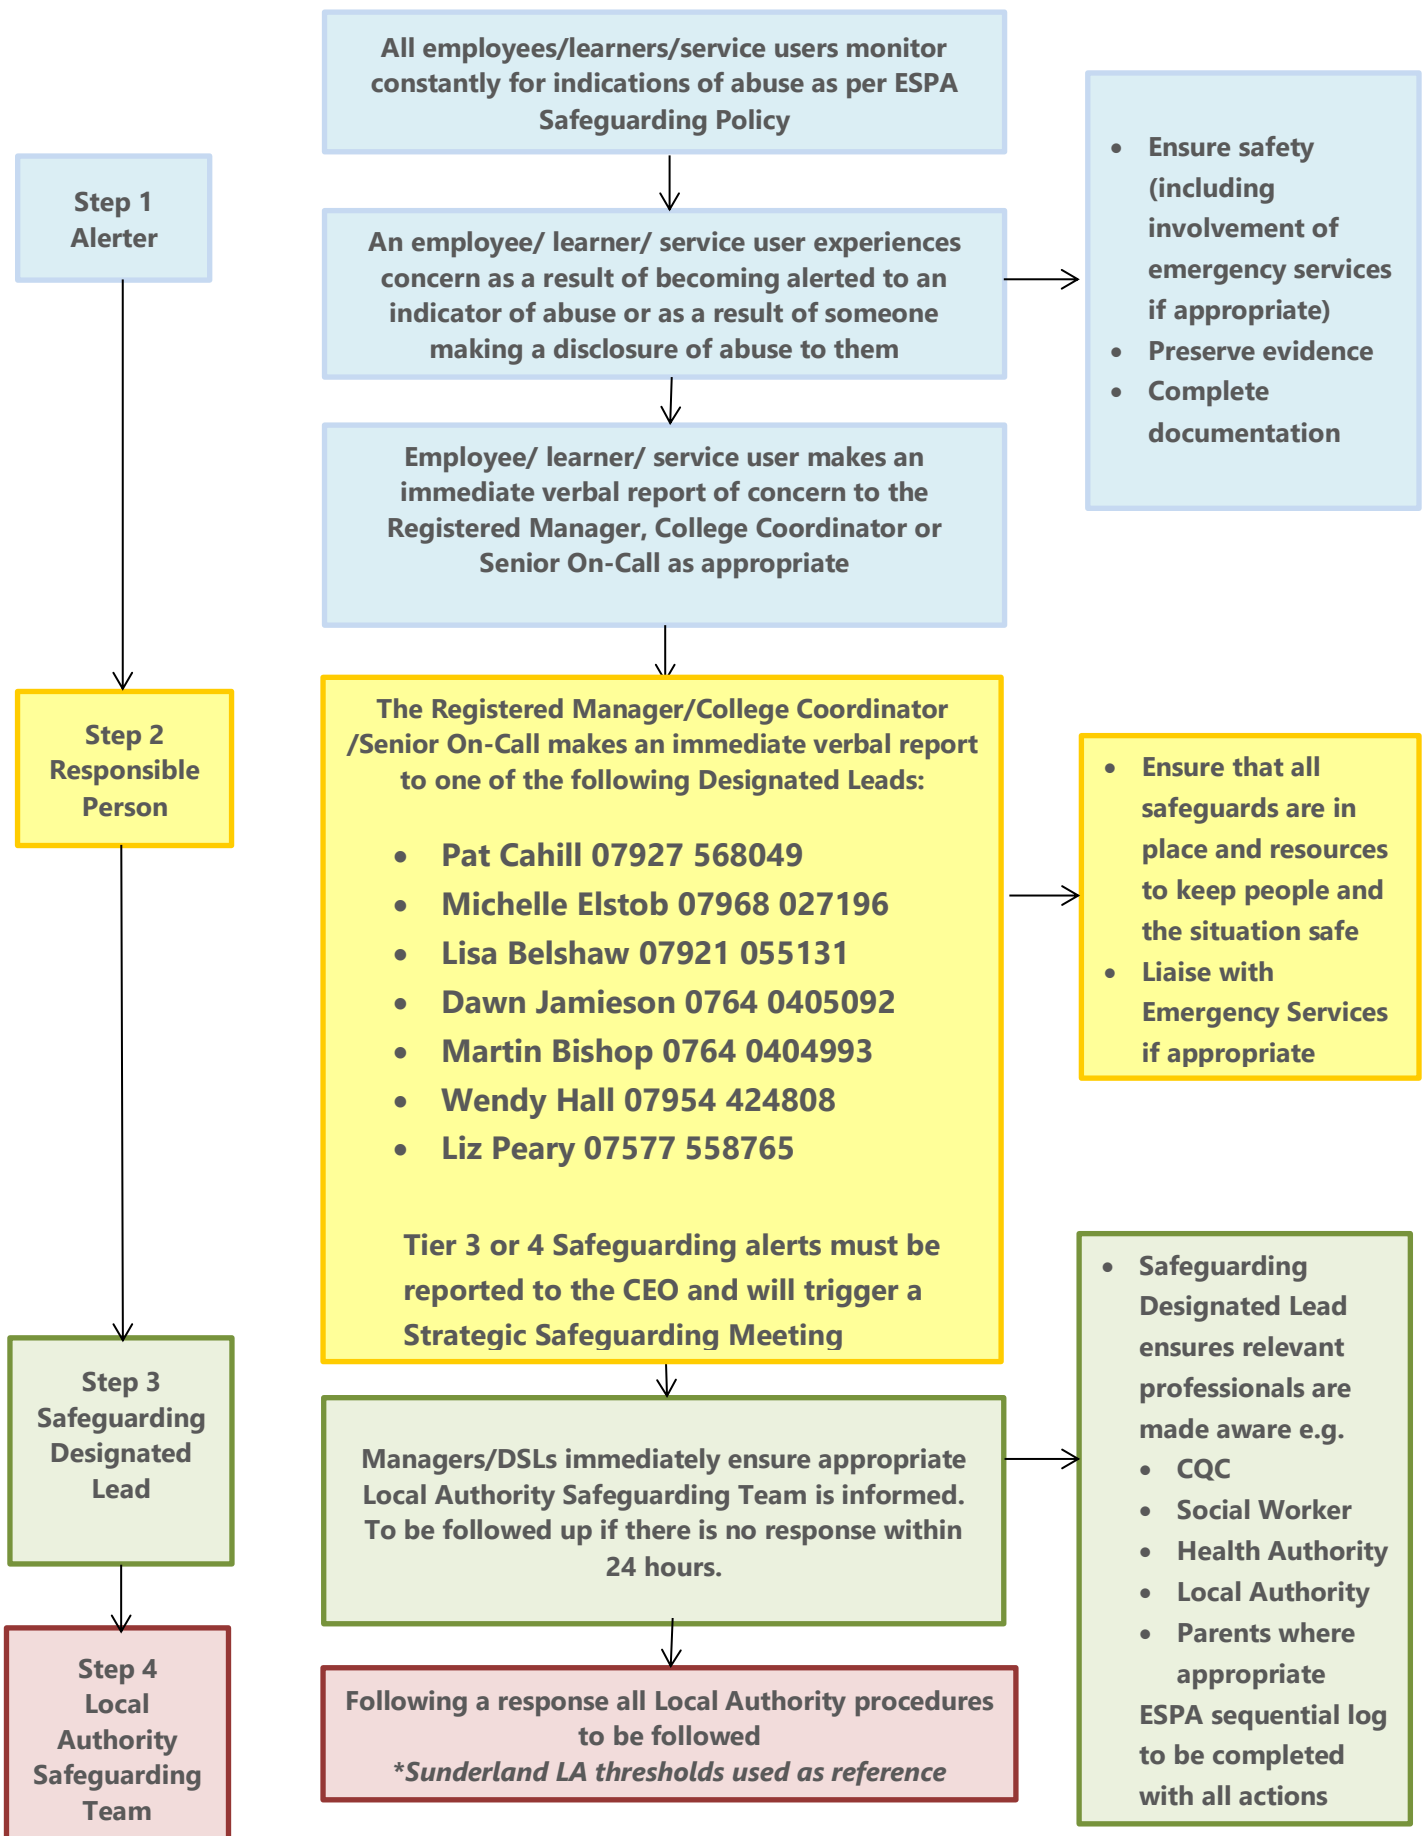 All employees/learners/service users monitor
constantly for indications of abuse as per ESPA
Safeguarding Policy
• Ensure safety
(including
involvement of
emergency services
if appropriate)
• Preserve evidence
• Complete
documentation
Step 1
Alerter
An employee/ learner/ service user experiences
concern as a result of becoming alerted to an
indicator of abuse or as a result of someone
making a disclosure of abuse to them
Employee/ learner/ service user makes an
immediate verbal report of concern to the
Registered Manager, College Coordinator or
Senior On-Call as appropriate
Step 2
Responsible
Person
The Registered Manager/College Coordinator
/Senior On-Call makes an immediate verbal report
to one of the following Designated Leads:
• Pat Cahill 07927 568049
• Michelle Elstob 07968 027196
• Lisa Belshaw 07921 055131
• Dawn Jamieson 0764 0405092
• Martin Bishop 0764 0404993
• Wendy Hall 07954 424808
• Liz Peary 07577 558765
Tier 3 or 4 Safeguarding alerts must be
reported to the CEO and will trigger a
Strategic Safeguarding Meeting
• Ensure that all
safeguards are in
place and resources
to keep people and
the situation safe
• Liaise with
Emergency Services
if appropriate
Step 3
Safeguarding
Designated
Lead
Managers/DSLs immediately ensure appropriate
Local Authority Safeguarding Team is informed.
To be followed up if there is no response within
24 hours.
• Safeguarding
Designated Lead
ensures relevant
professionals are
made aware e.g.
• CQC
• Social Worker
• Health Authority
• Local Authority
• Parents where
appropriate
ESPA sequential log
to be completed
with all actions
Step 4
Local
Authority
Safeguarding
Team
Following a response all Local Authority procedures
to be followed
*Sunderland LA thresholds used as reference